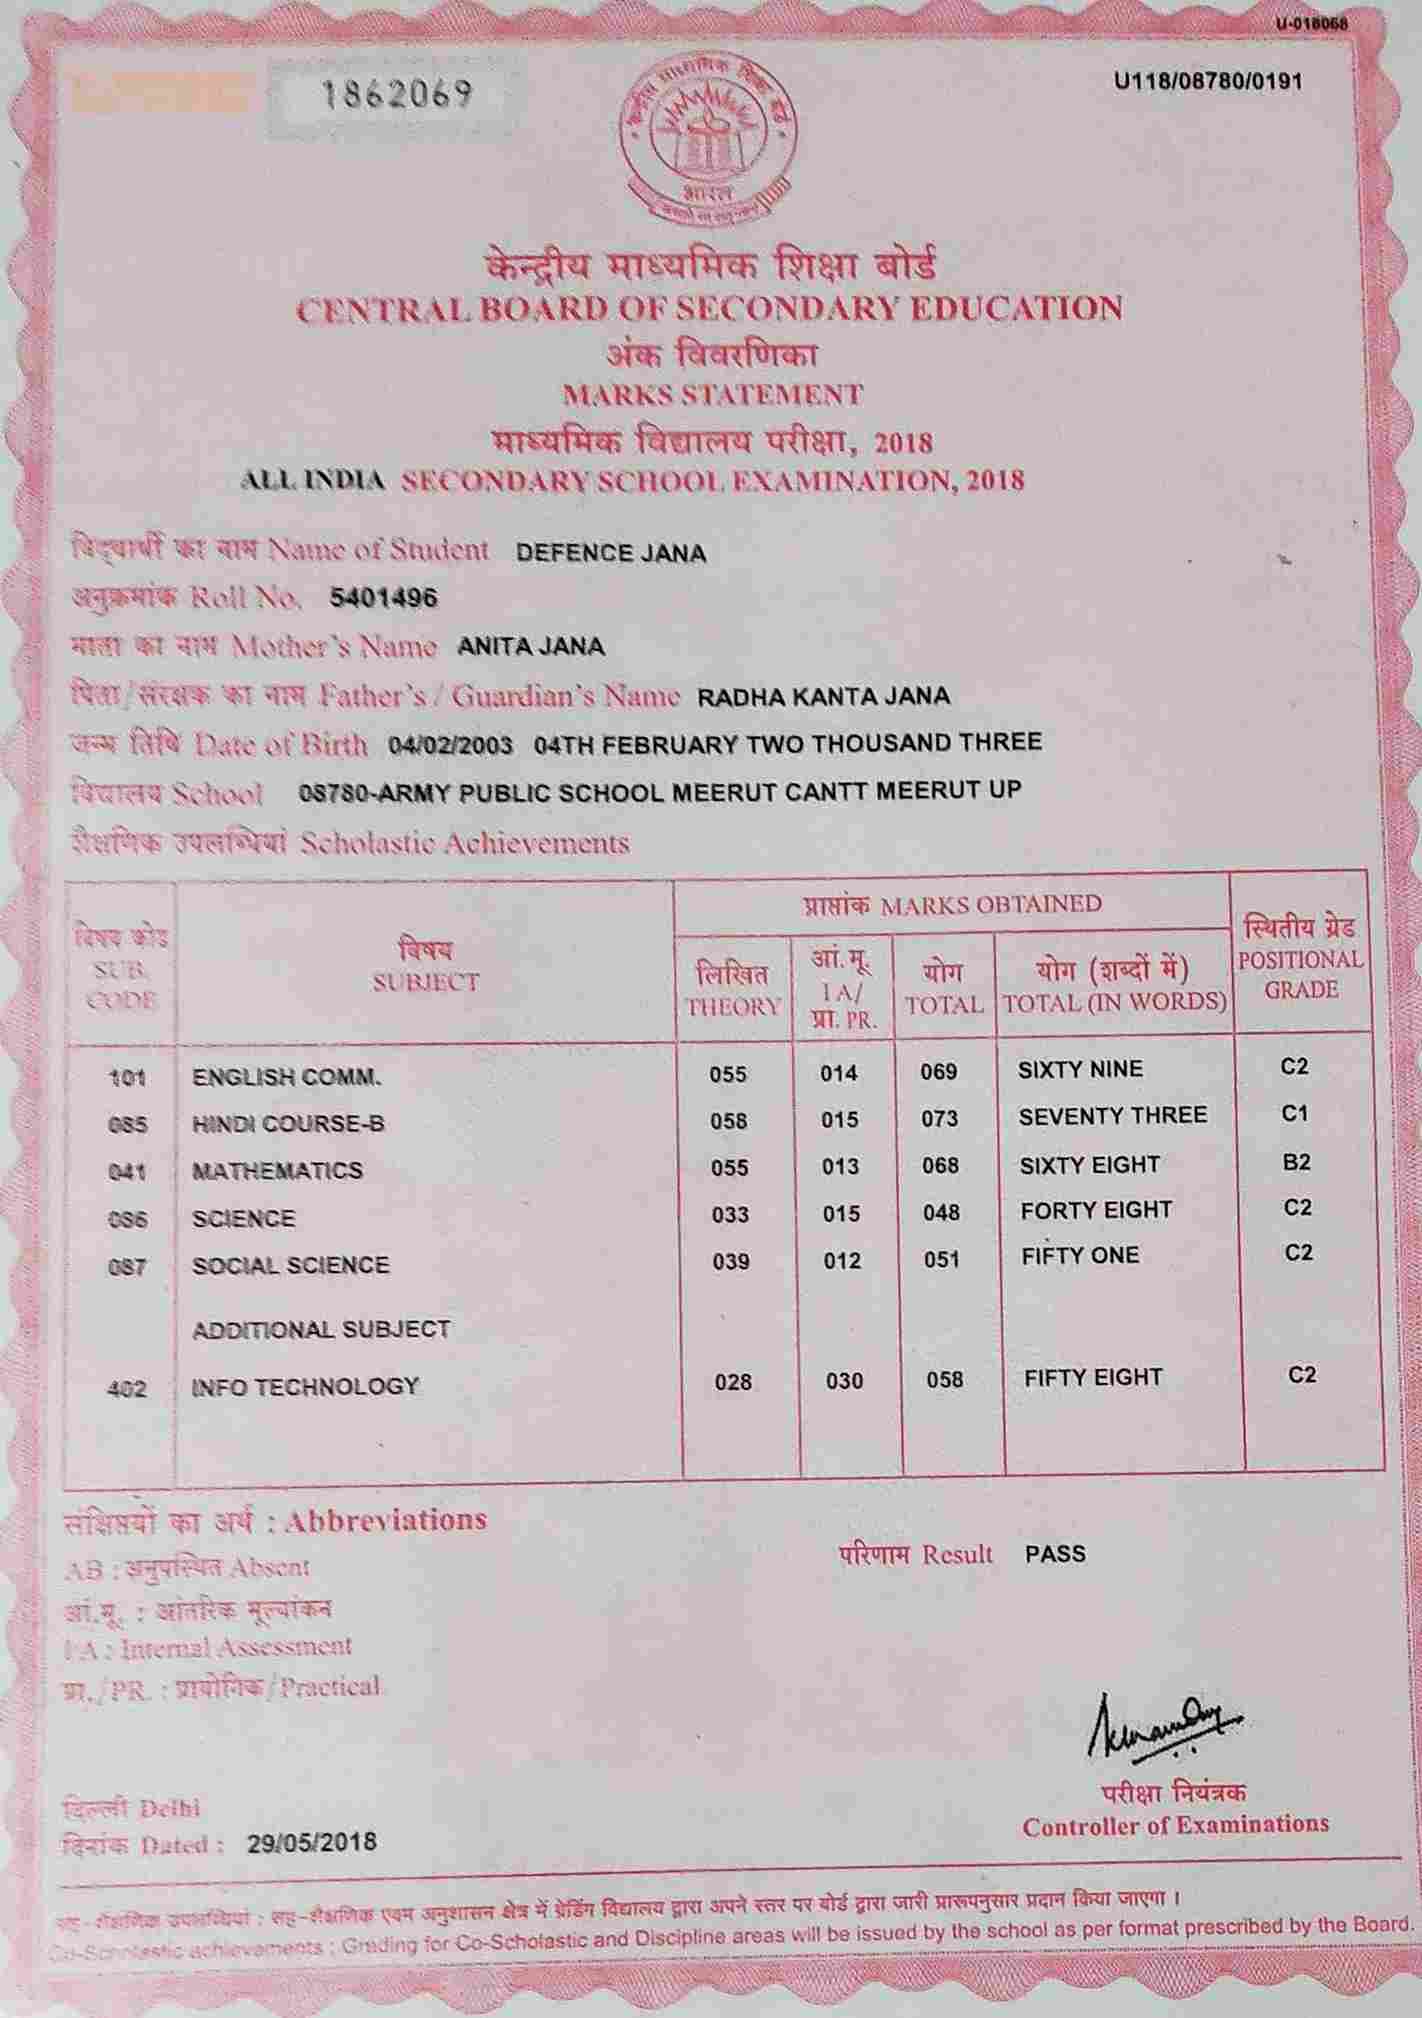 U-018068
1862069
U118/08780/0191
भारत
केन्द्रीय माध्यमिक शिक्षा बोर्ड
CENTRAL BOARD OF SECONDARY EDUCATION
अंक विवरणिका
MARKS STATEMENT
माध्यमिक विद्यालय परीक्षा, 2018
ALL INDIA SECONDARY SCHOOL EXAMINATION, 2018
विद्यार्थी का नाम Name of Student DEFENCE JANA
अनुक्रमांक Roll No. 5401496
माता का नाम Mother's Name ANITA JANA
पिता/संरक्षक का नाम Father's / Guardian's Name RADHA KANTA JANA
जन्म तिथि Date of Birth 04/02/2003 04TH FEBRUARY TWO THOUSAND THREE
विद्यालय School 08780-ARMY PUBLIC SCHOOL MEERUT CANTT MEERUT UP
शैक्षणिक उपलब्धियां Scholastic Achievements
विषय कोड SUB. CODE
विषय SUBJECT
प्राप्तांक MARKS OBTAINED
लिखित THEORY
आं.मू. I A/ प्रा. PR.
योग TOTAL
योग (शब्दों में) TOTAL (IN WORDS)
स्थितीय ग्रेड POSITIONAL GRADE
101 ENGLISH COMM. 055 014 069 SIXTY NINE C2
085 HINDI COURSE-B 058 015 073 SEVENTY THREE C1
041 MATHEMATICS 055 013 068 SIXTY EIGHT B2
086 SCIENCE 033 015 048 FORTY EIGHT C2
087 SOCIAL SCIENCE 039 012 051 FIFTY ONE C2
ADDITIONAL SUBJECT
402 INFO TECHNOLOGY 028 030 058 FIFTY EIGHT C2
संक्षिप्तियों का अर्थ : Abbreviations
परिणाम Result PASS
AB : अनुपस्थित Absent
आं.मू. : आंतरिक मूल्यांकन
I A : Internal Assessment
प्रा./PR. : प्रायोगिक/Practical
परीक्षा नियंत्रक
Controller of Examinations
दिल्ली Delhi
दिनांक Dated : 29/05/2018
सह-शैक्षणिक उपलब्धियां : सह-शैक्षणिक एवम अनुशासन क्षेत्र में ग्रेडिंग विद्यालय द्वारा अपने स्तर पर बोर्ड द्वारा जारी प्रारूपनुसार प्रदान किया जाएगा ।
Co-Scholastic achievements : Grading for Co-Scholastic and Discipline areas will be issued by the school as per format prescribed by the Board.